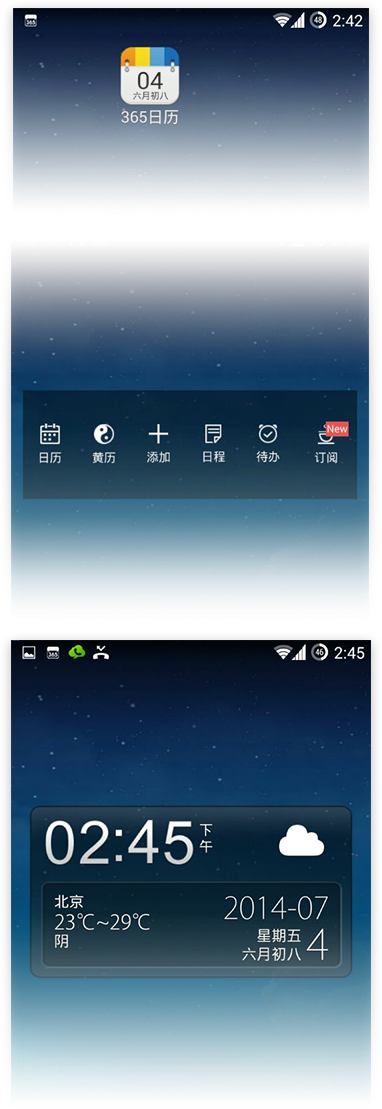 365
48
2:42
04
六月初八
365日历
New
日历
黄历
添加
日程
待办
订阅
365
46
2:45
02:45
下午
北京
23℃~29℃
阴
2014-07
星期五
六月初八
4